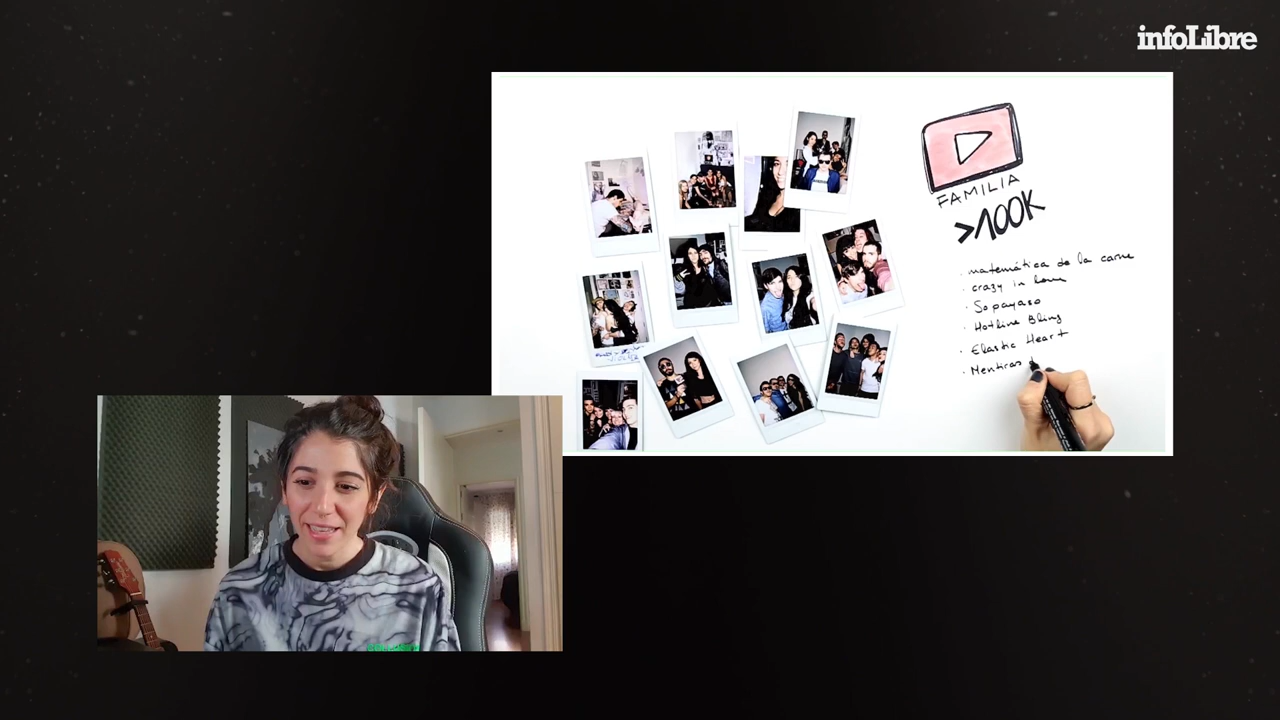 infoLibre
FAMILIA
>100K
· matemática de la carne
· crazy in love
· Sopayaso
· Hotline Bling
· Elastic Heart
· Mentiras